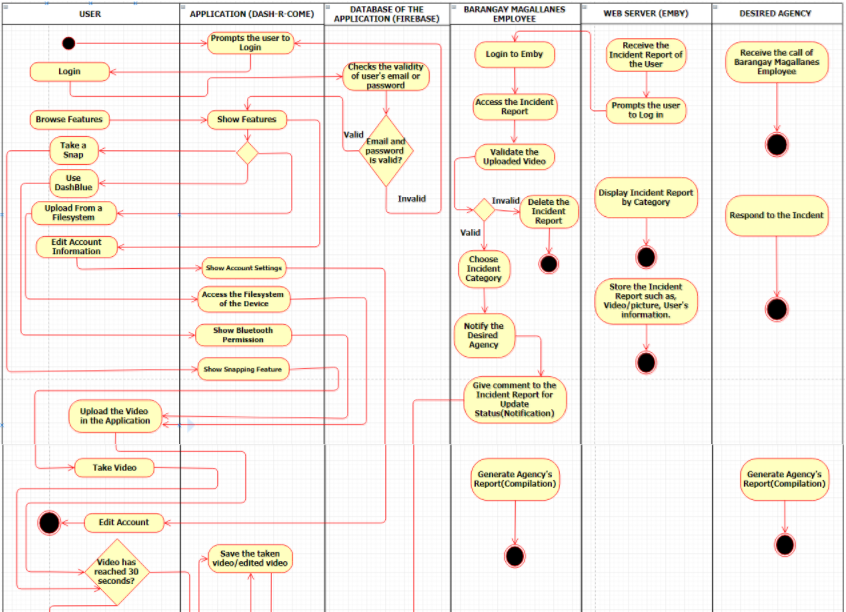 USER
APPLICATION (DASH-R-COME)
DATABASE OF THE
APPLICATION (FIREBASE)
BARANGAY MAGALLANES
EMPLOYEE
WEB SERVER (EMBY)
DESIRED AGENCY
Prompts the user to
Login
Login
Checks the validity
of user's email or
password
Login to Emby
Receive the
Incident Report of
the User
Receive the call of
Barangay Magallanes
Employee
Browse Features
Show Features
Access the Incident
Report
Prompts the user
to Log in
Valid
Email and
password
is valid?
Invalid
Take a
Snap
Use
DashBlue
Upload From a
Filesystem
Edit Account
Information
Validate the
Uploaded Video
Invalid
Delete the
Incident
Report
Valid
Display Incident Report
by Category
Respond to the Incident
Show Account Settings
Choose
Incident
Category
Access the Filesystem
of the Device
Store the Incident
Report such as,
Video/picture, User's
information.
Show Bluetooth
Permission
Notify the
Desired
Agency
Show Snapping Feature
Upload the Video
in the Application
Give comment to the
Incident Report for
Update
Status(Notification)
Take Video
Generate Agency's
Report(Compilation)
Generate Agency's
Report(Compilation)
Edit Account
Video has
reached 30
seconds?
Save the taken
video/edited video